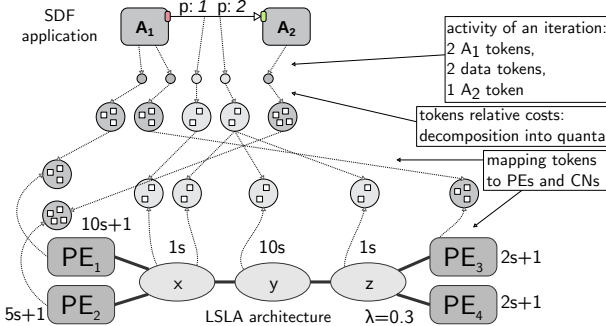 SDF
application
A1
p: 1 p: 2
A2
activity of an iteration:
2 A1 tokens,
2 data tokens,
1 A2 token
tokens relative costs:
decomposition into quanta
mapping tokens
to PEs and CNs
10s+1
PE1
1s
10s
1s
PE3
2s+1
x
y
z
5s+1
PE2
LSLA architecture
λ=0.3
PE4
2s+1